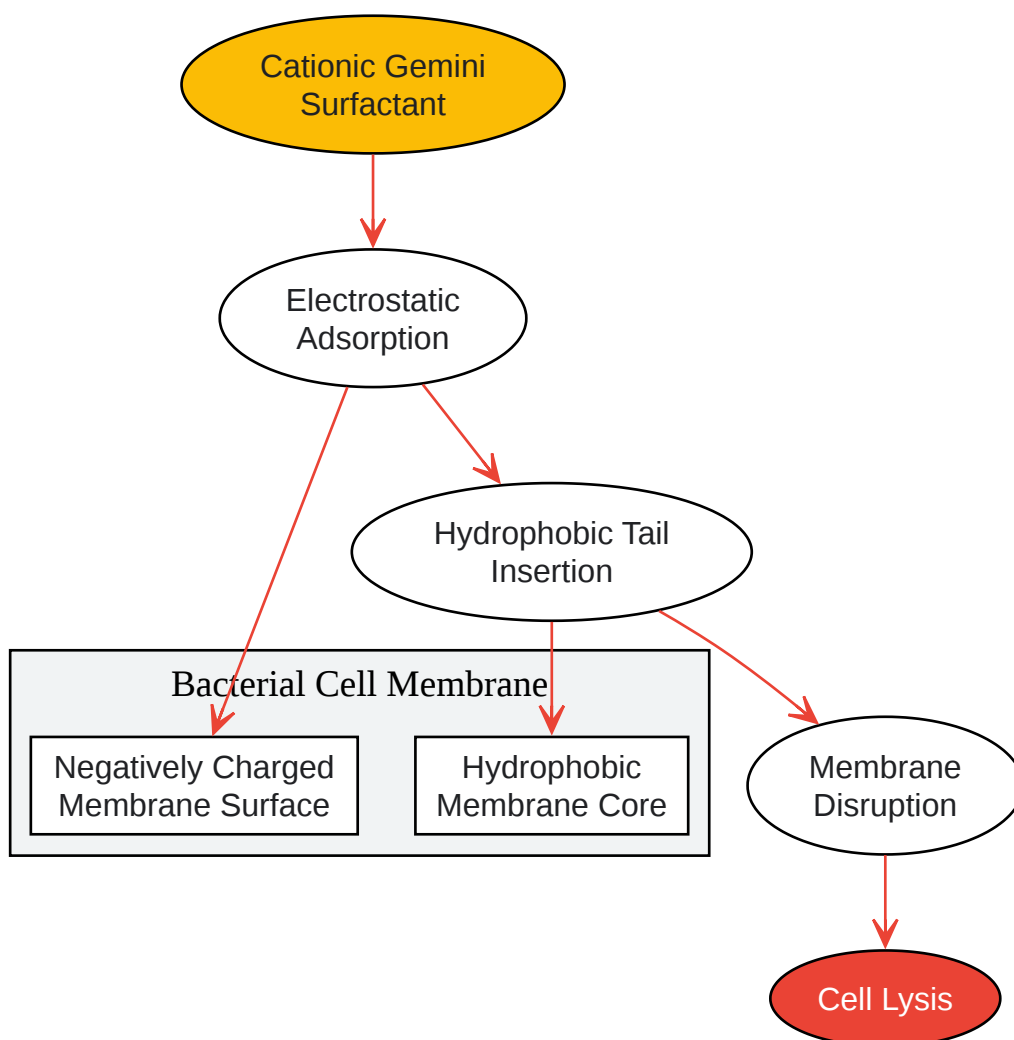 Cationic Gemini
Surfactant
Electrostatic
Adsorption
Hydrophobic Tail
Insertion
Bacterial Cell Membrane
Negatively Charged
Membrane Surface
Hydrophobic
Membrane Core
Membrane
Disruption
Cell Lysis